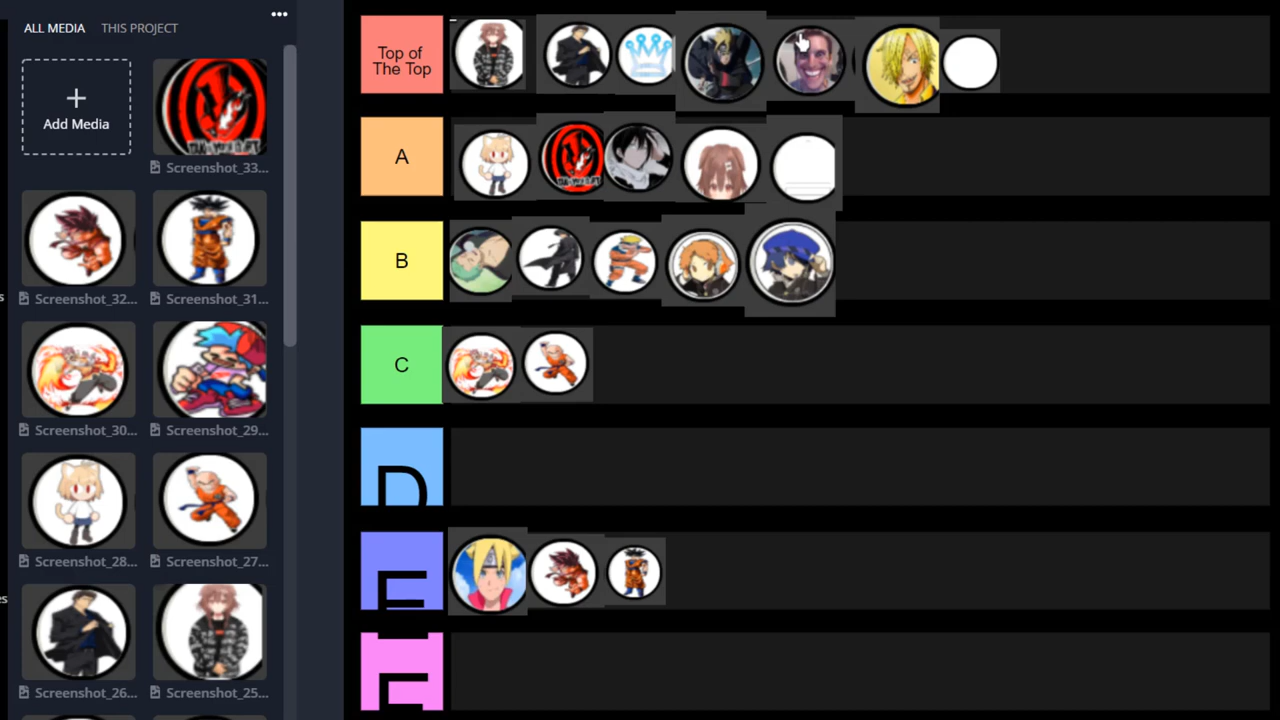 ALL MEDIA THIS PROJECT
Add Media
Screenshot_33...
Screenshot_32... Screenshot_31...
Screenshot_30... Screenshot_29...
Screenshot_28... Screenshot_27...
Screenshot_26... Screenshot_25...
Top of
The Top
A
B
C
D
E